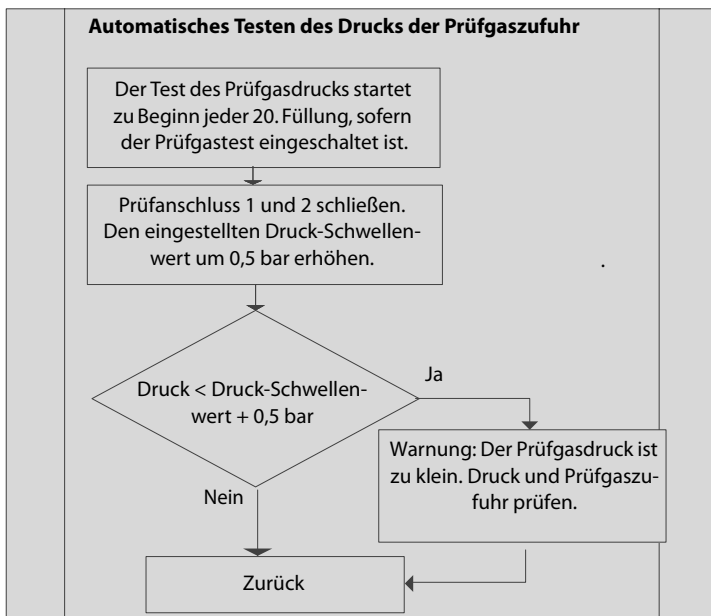 Automatisches Testen des Drucks der Prüfgaszufuhr
Der Test des Prüfgasdrucks startet
zu Beginn jeder 20. Füllung, sofern
der Prüfgastest eingeschaltet ist.
Prüfanschluss 1 und 2 schließen.
Den eingestellten Druck-Schwellen-
wert um 0,5 bar erhöhen.
.
Druck < Druck-Schwellen-
wert + 0,5 bar
Ja
Warnung: Der Prüfgasdruck ist
zu klein. Druck und Prüfgaszu-
fuhr prüfen.
Nein
Zurück